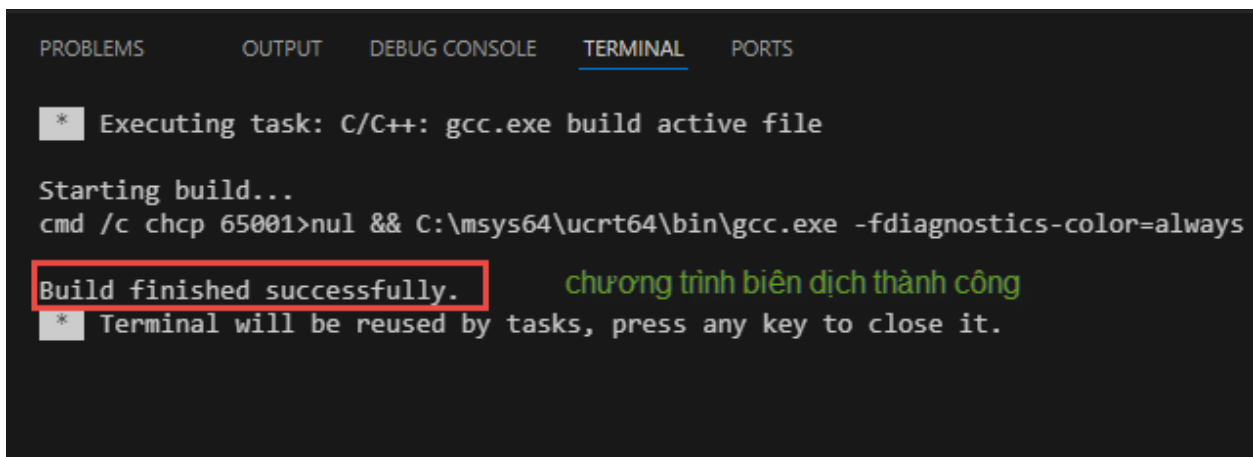 PROBLEMS OUTPUT DEBUG CONSOLE TERMINAL PORTS
* Executing task: C/C++: gcc.exe build active file
Starting build...
cmd /c chcp 65001>nul && C:\msys64\ucrt64\bin\gcc.exe -fdiagnostics-color=always
Build finished successfully. chương trình biên dịch thành công
* Terminal will be reused by tasks, press any key to close it.